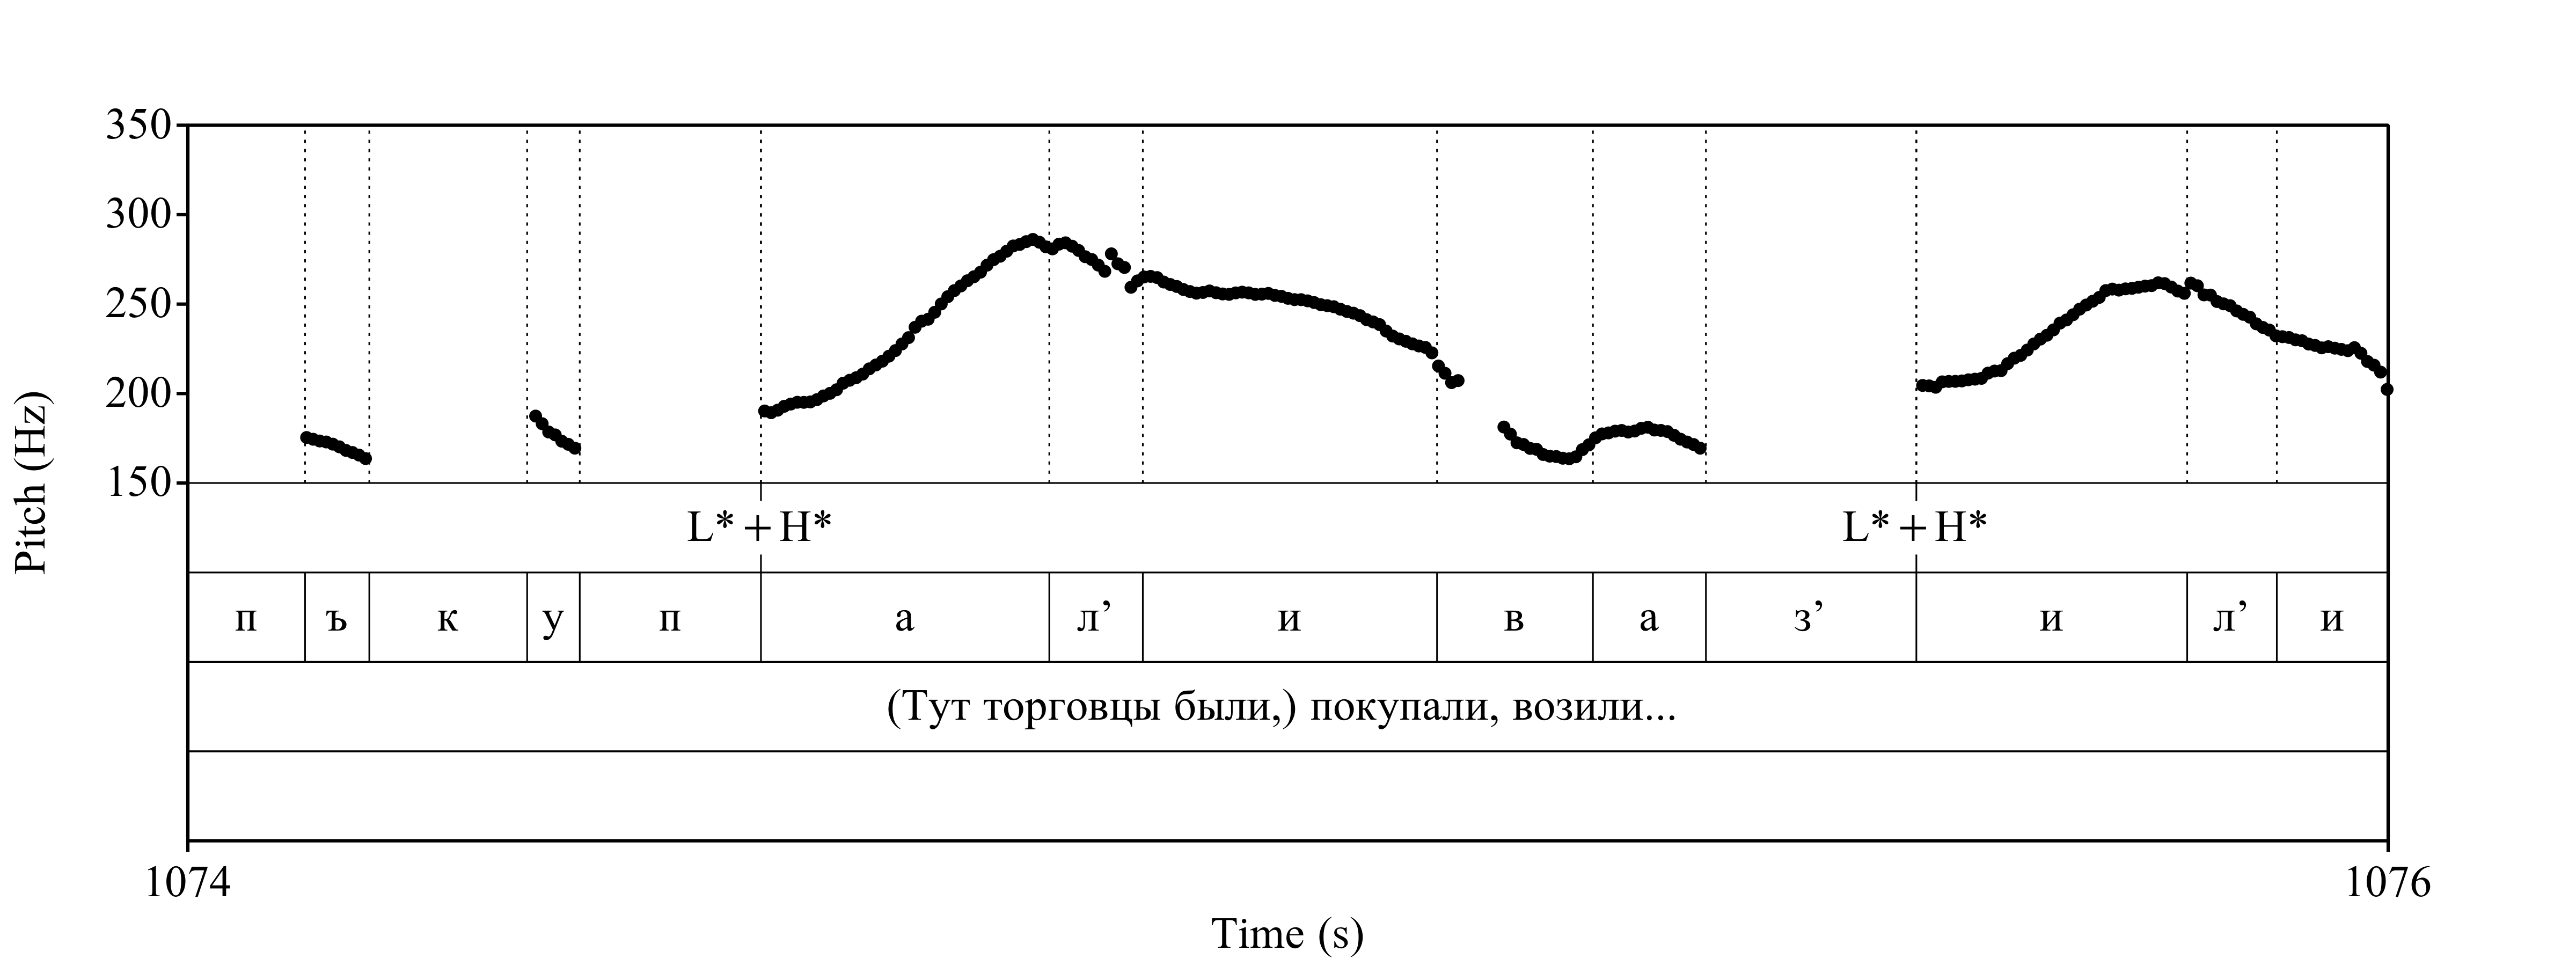 350
300
250
200
150
Pitch (Hz)
L* + H* L* + H*
п ъ к у п а л’ и в а з’ и л’ и
(Тут торговцы были,) покупали, возили...
1074 1076
Time (s)